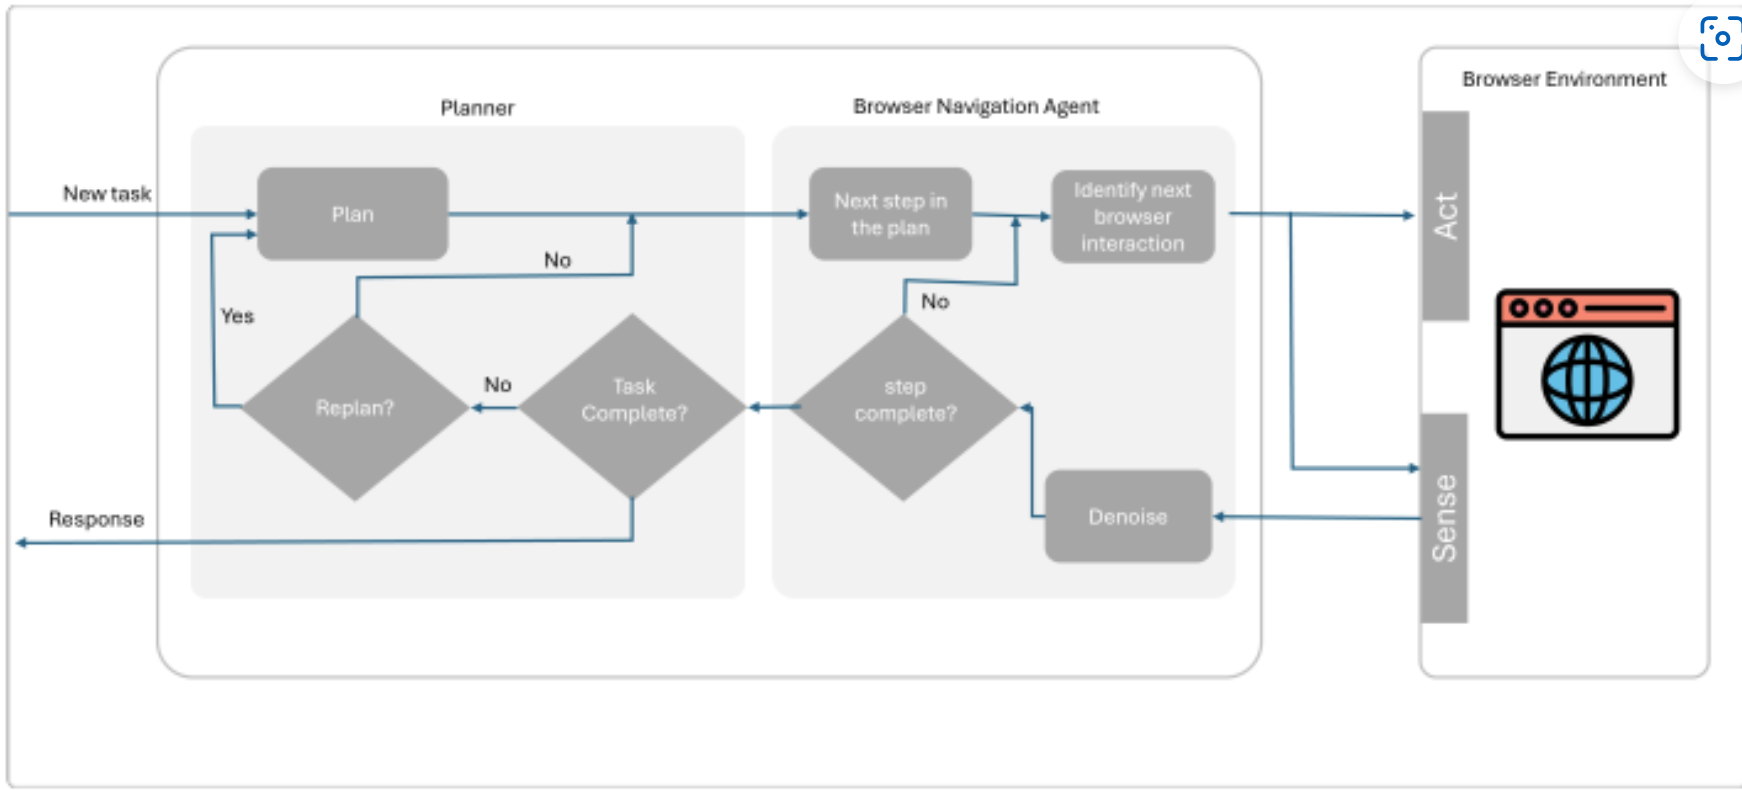 Browser Environment
Planner
Browser Navigation Agent
New task
Plan
Next step in
the plan
Identify next
browser
interaction
Act
No
No
Yes
Replan?
No
Task
Complete?
step
complete?
Response
Denoise
Sense